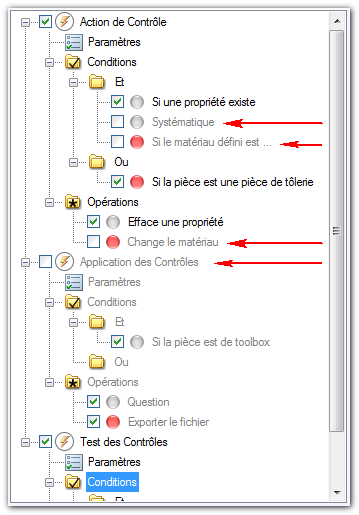 Action de Contrôle
Paramètres
Conditions
Et
Si une propriété existe
Systématique
Si le matériau défini est ...
Ou
Si la pièce est une pièce de tôlerie
Opérations
Efface une propriété
Change le matériau
Application des Contrôles
Paramètres
Conditions
Et
Si la pièce est de toolbox
Ou
Opérations
Question
Exporter le fichier
Test des Contrôles
Paramètres
Conditions
Et